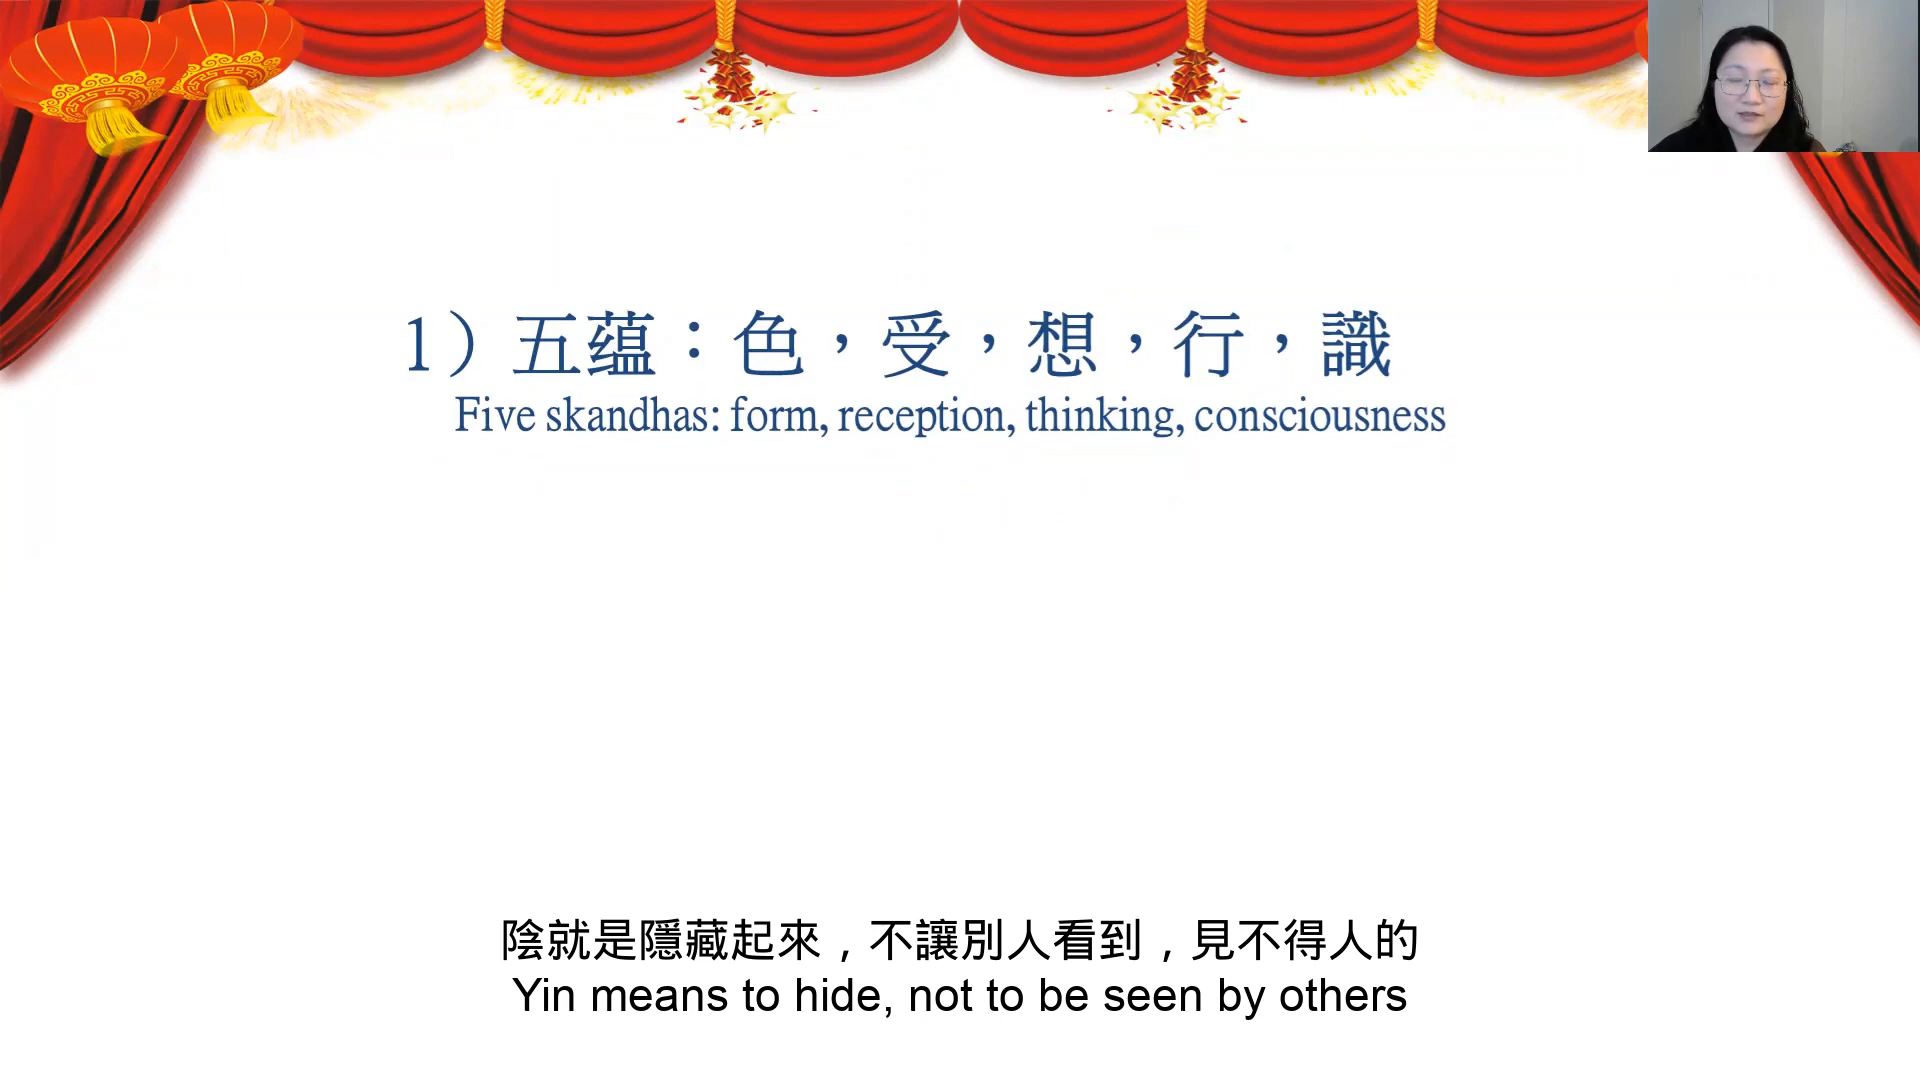 1）五蕴：色，受，想，行，識
Five skandhas: form, reception, thinking, consciousness
陰就是隱藏起來，不讓別人看到，見不得人的
Yin means to hide, not to be seen by others